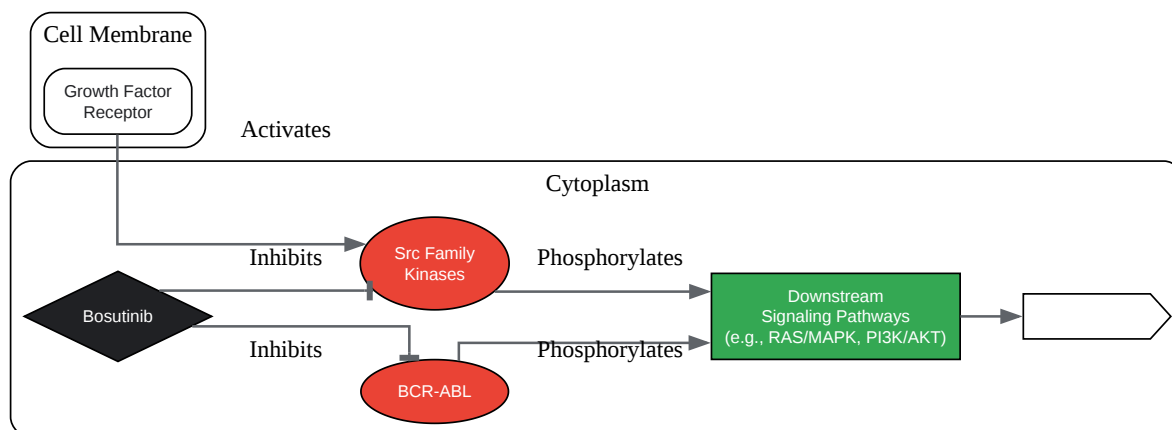 Cell Membrane
Growth Factor
Receptor
Activates
Cytoplasm
Inhibits
Src Family
Kinases
Phosphorylates
Bosutinib
Downstream
Signaling Pathways
(e.g., RAS/MAPK, PI3K/AKT)
Inhibits
Phosphorylates
BCR-ABL